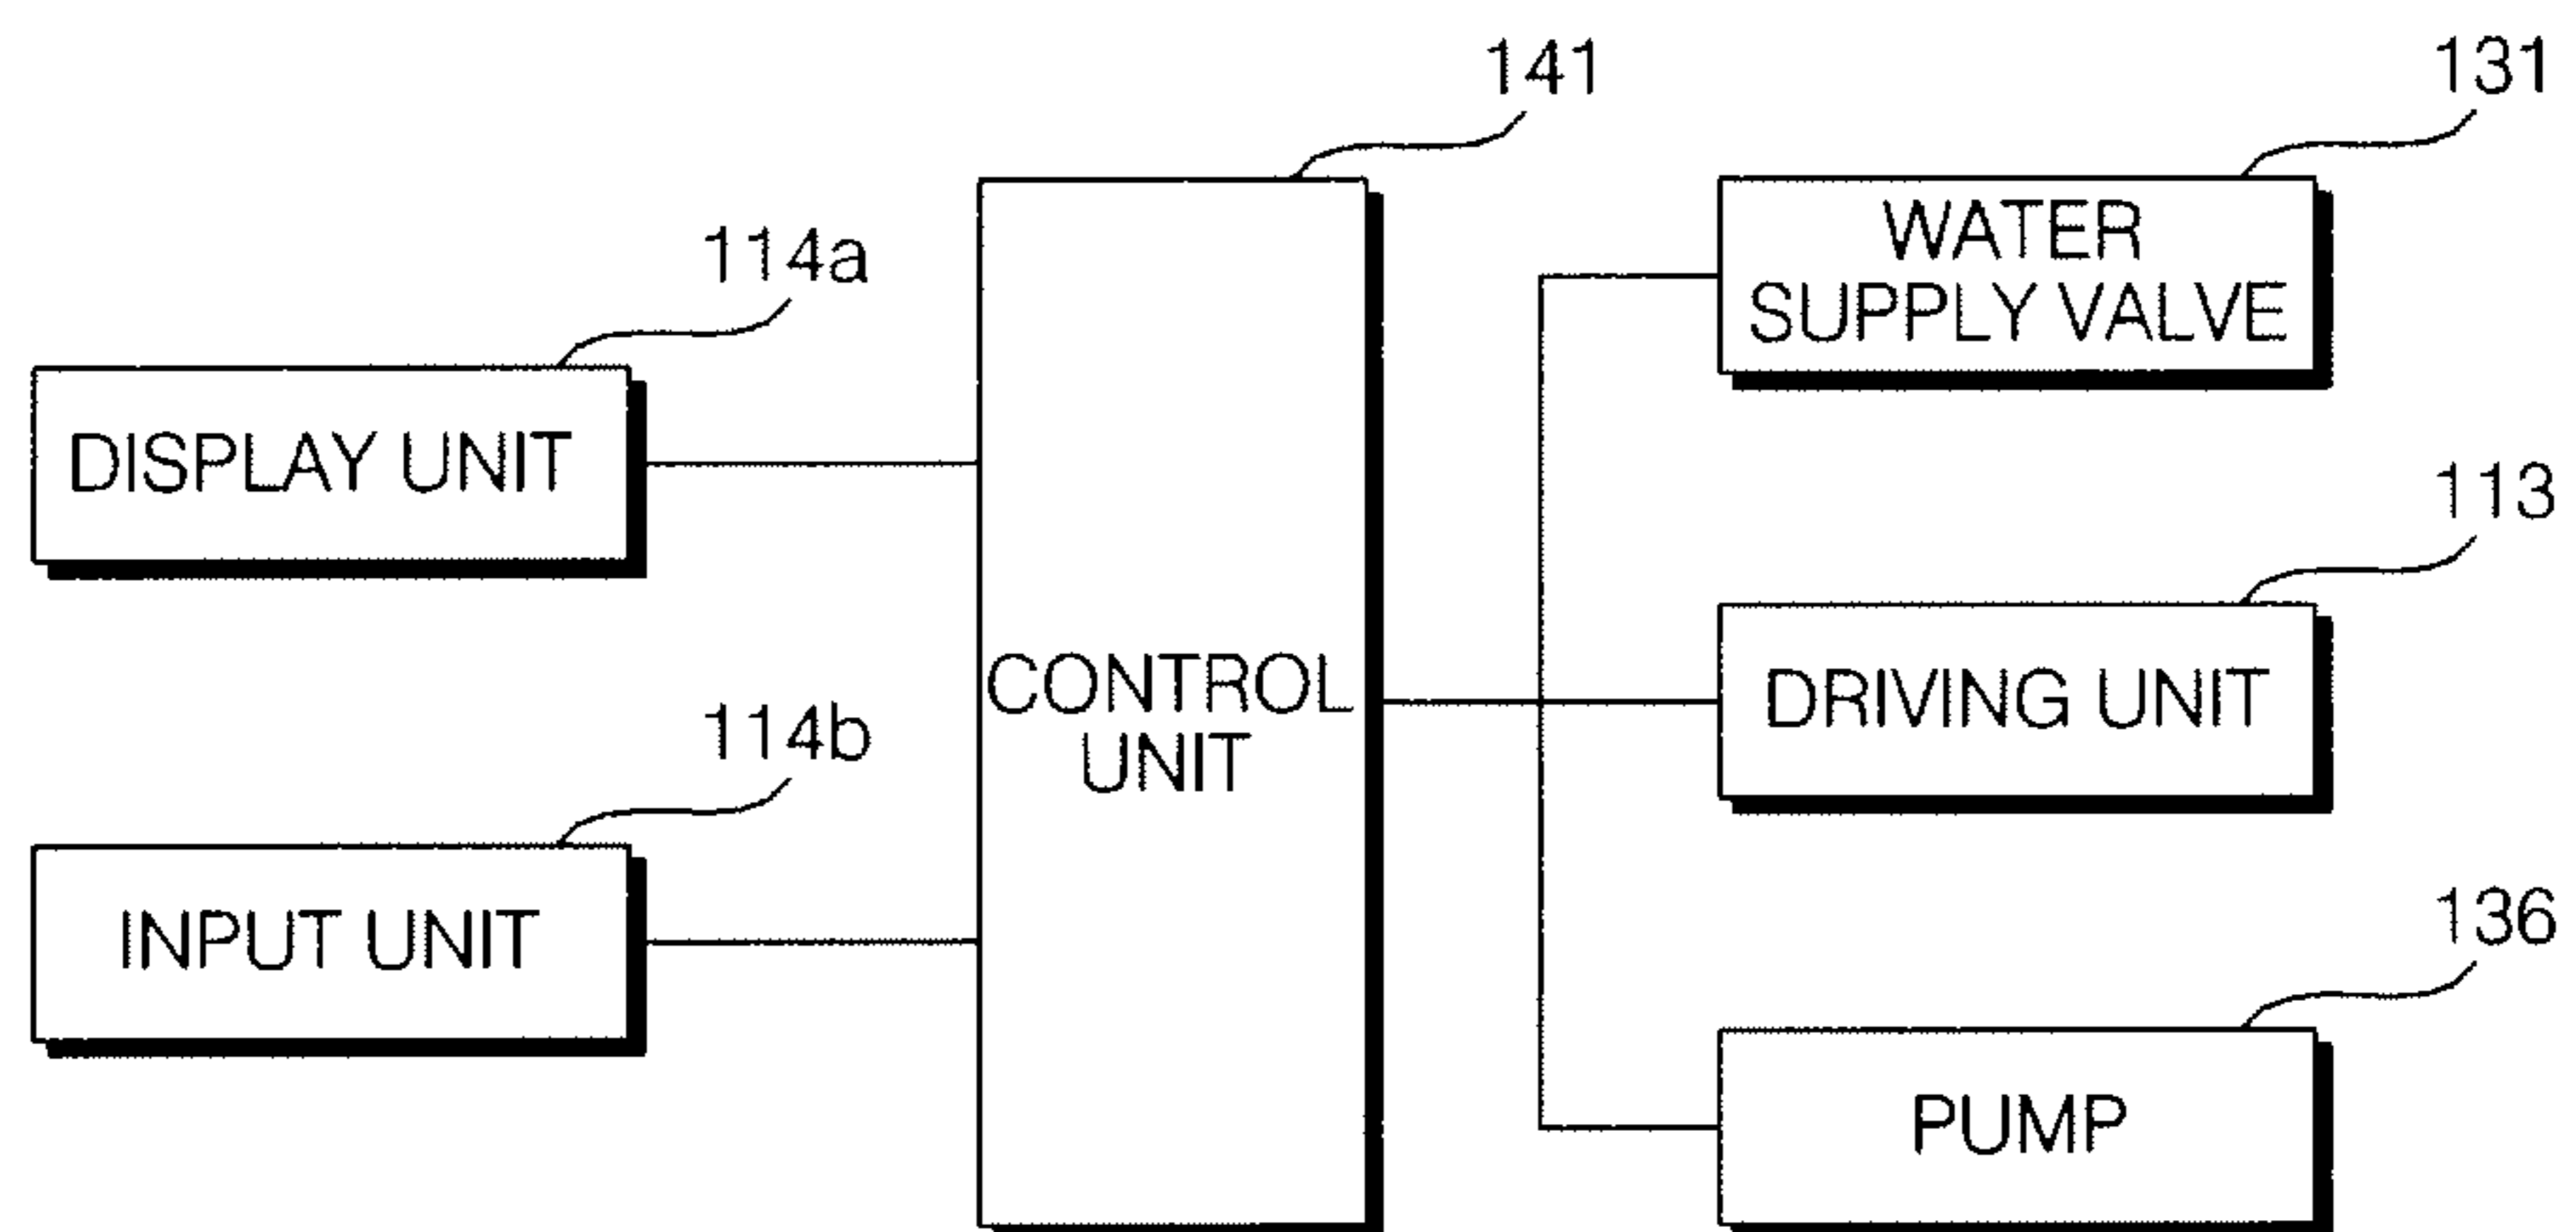 141
131
WATER
SUPPLY VALVE
114a
DISPLAY UNIT
113
CONTROL
UNIT
DRIVING UNIT
114b
INPUT UNIT
136
PUMP